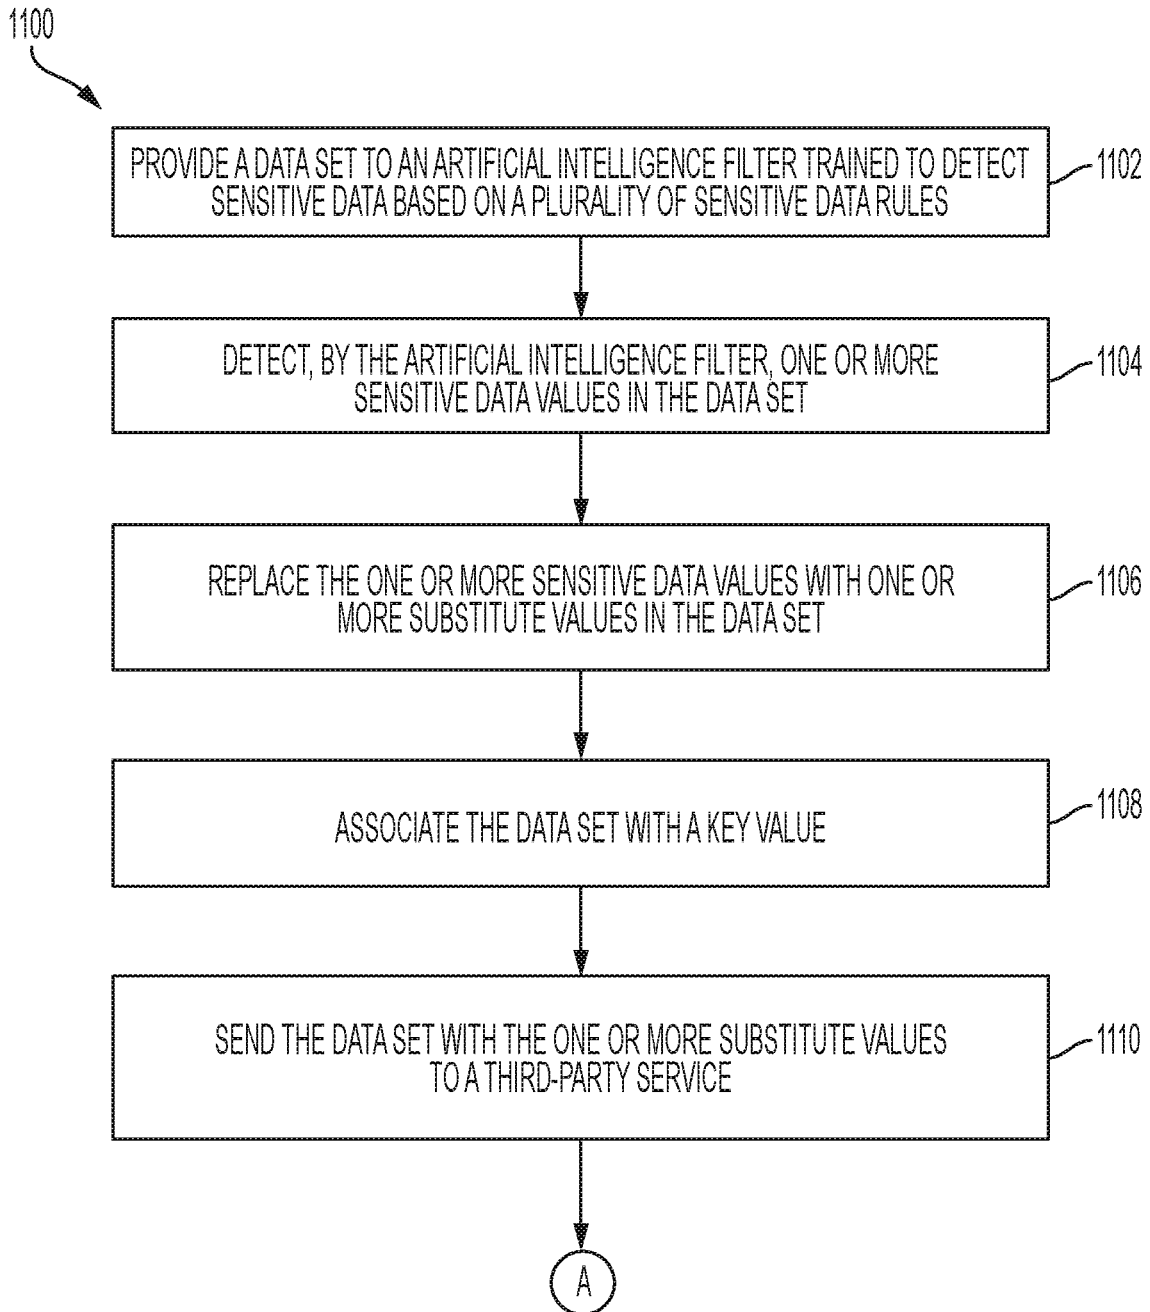 1100
PROVIDE A DATA SET TO AN ARTIFICIAL INTELLIGENCE FILTER TRAINED TO DETECT
SENSITIVE DATA BASED ON A PLURALITY OF SENSITIVE DATA RULES
1102
DETECT, BY THE ARTIFICIAL INTELLIGENCE FILTER, ONE OR MORE
SENSITIVE DATA VALUES IN THE DATA SET
1104
REPLACE THE ONE OR MORE SENSITIVE DATA VALUES WITH ONE OR
MORE SUBSTITUTE VALUES IN THE DATA SET
1106
ASSOCIATE THE DATA SET WITH A KEY VALUE
1108
SEND THE DATA SET WITH THE ONE OR MORE SUBSTITUTE VALUES
TO A THIRD-PARTY SERVICE
1110
A